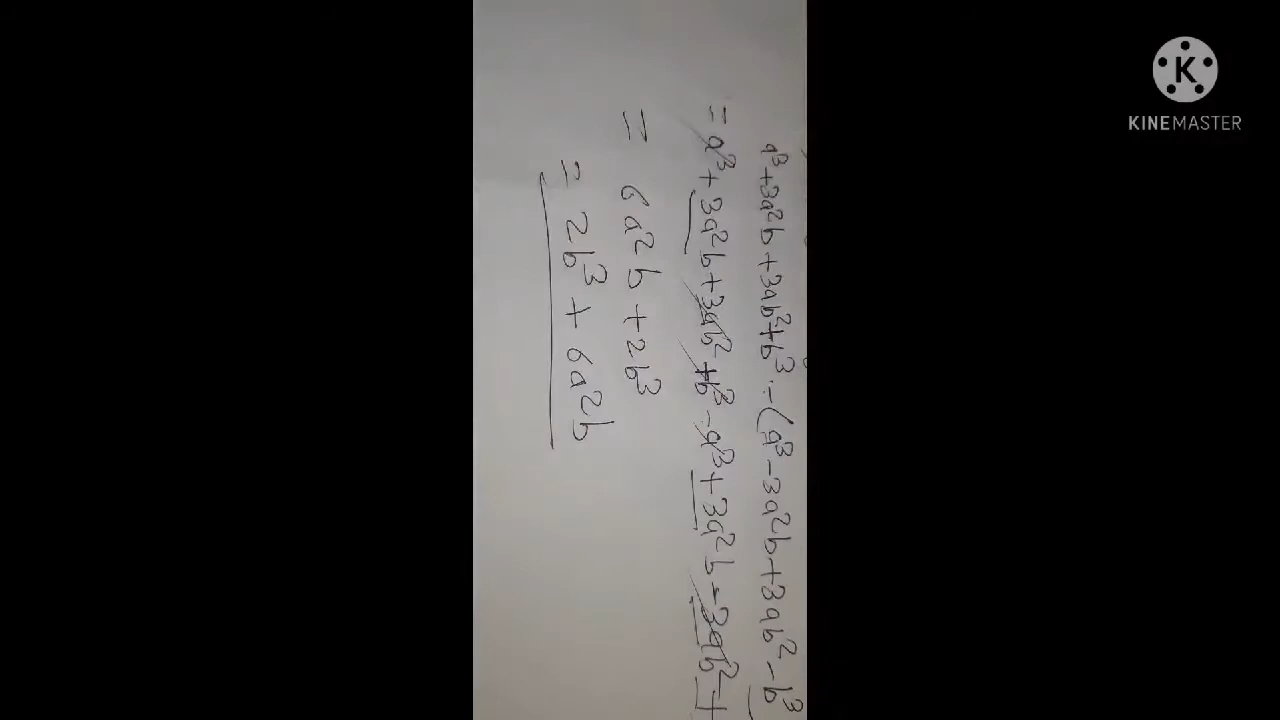 a³+3a²b+3ab²+b³-(a³-3a²b+3ab²-b³
=a³+3a²b+3ab²+b³-a³+3a²b-3ab²+
= 6a²b+2b³
= 2b³+6a²b
KINEMASTER